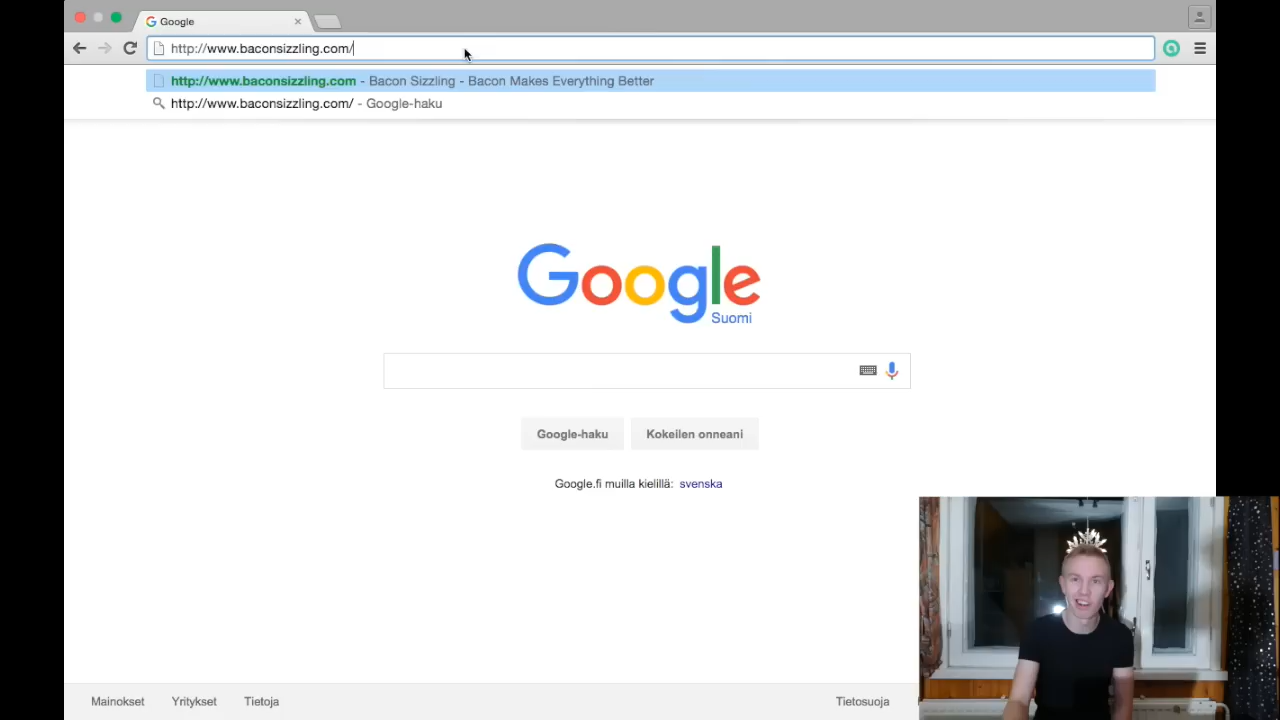 Google
http://www.baconsizzling.com/
http://www.baconsizzling.com - Bacon Sizzling - Bacon Makes Everything Better
http://www.baconsizzling.com/ - Google-haku
Google
Suomi
Google-haku Kokeilen onneani
Google.fi muilla kielillä: svenska
Mainokset Yritykset Tietoja Tietosuoja